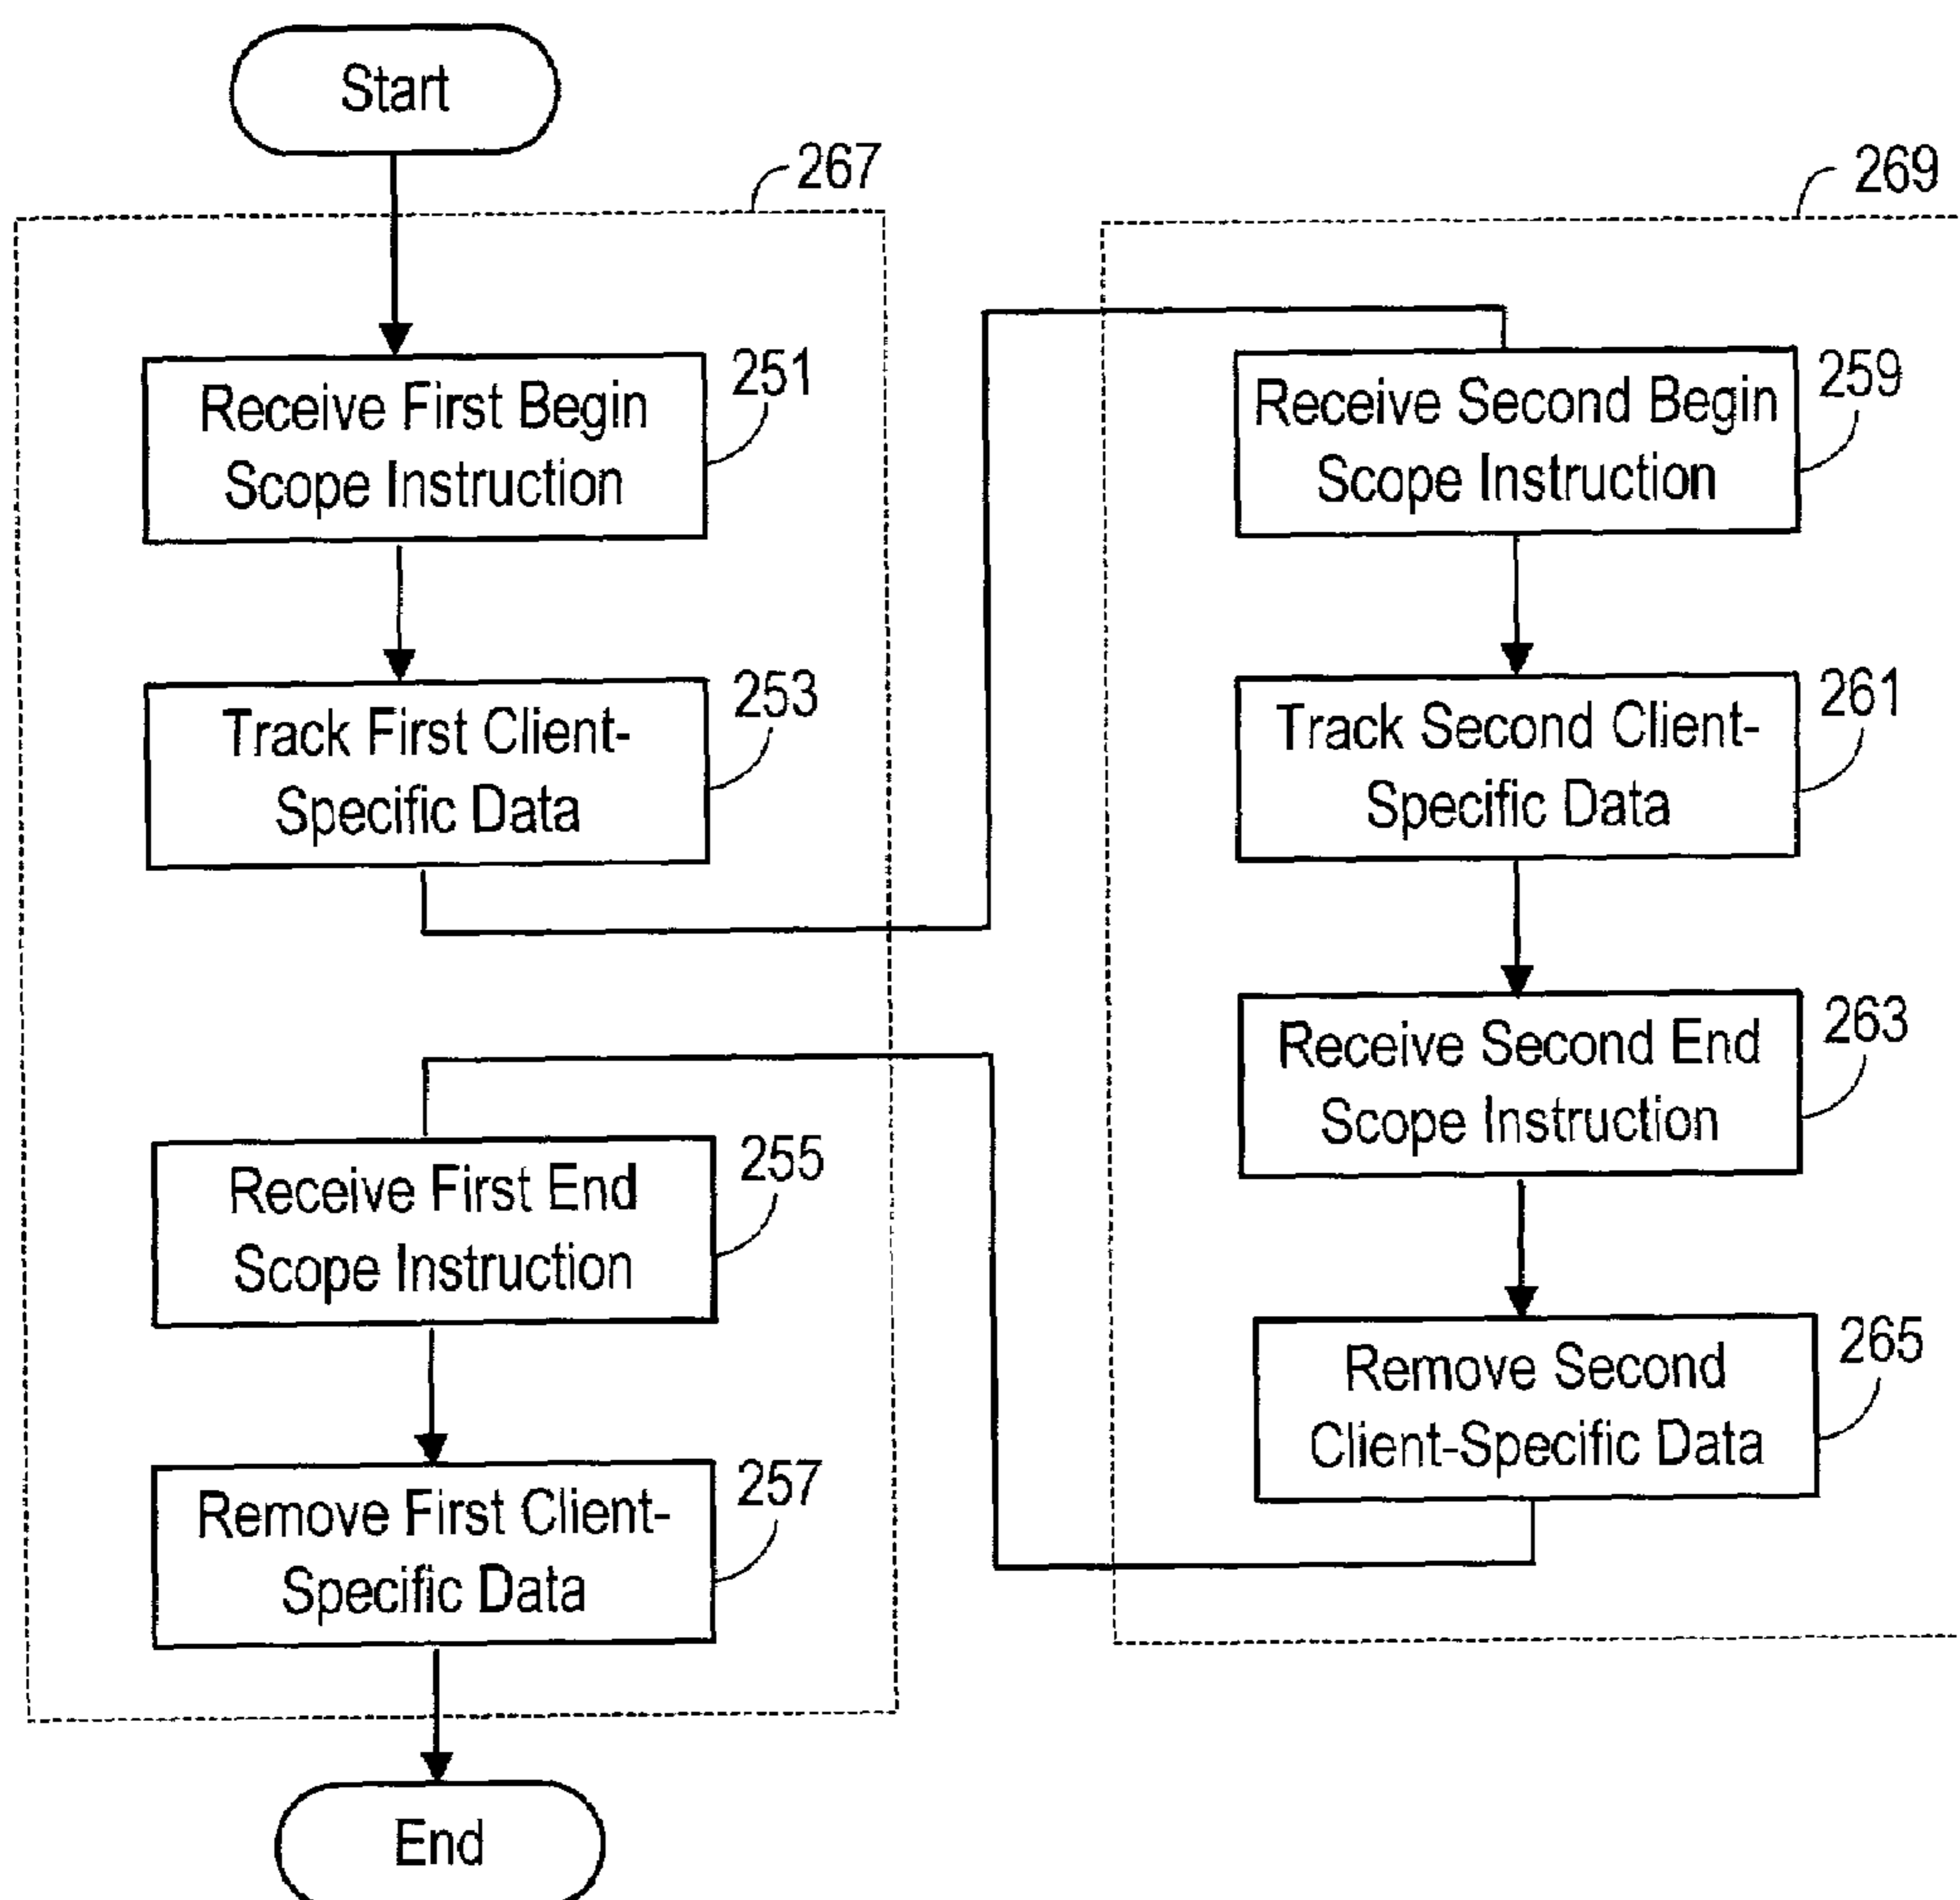 Start
267
Receive First Begin
Scope Instruction
251
Track First Client-
Specific Data
253
269
Receive Second Begin
Scope Instruction
259
Track Second Client-
Specific Data
261
Receive Second End
Scope Instruction
263
Remove Second
Client-Specific Data
265
Receive First End
Scope Instruction
255
Remove First Client-
Specific Data
257
End